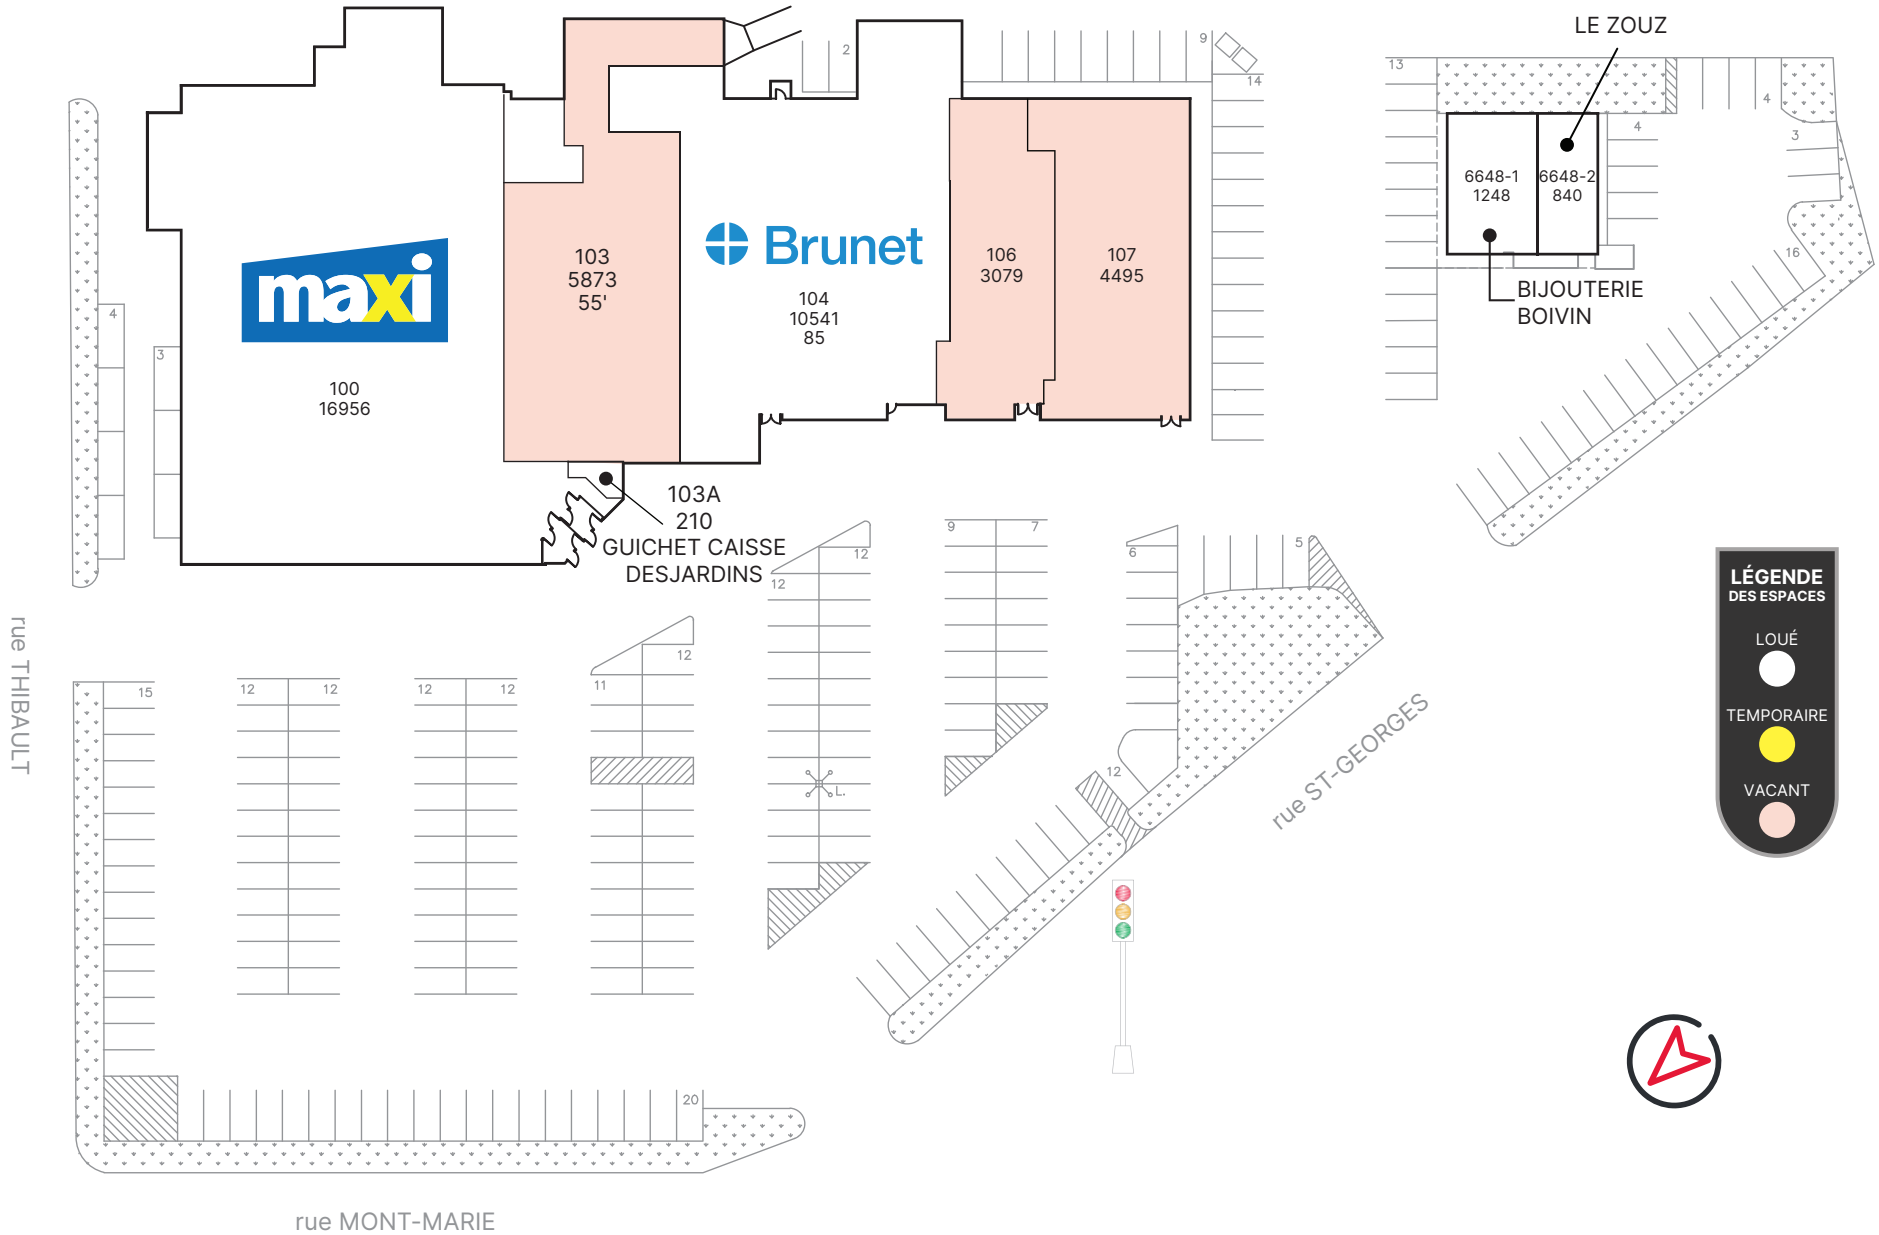 LE ZOUZ
2
9
14
13
4
4
3
16
6648-1
1248
6648-2
840
BIJOUTERIE
BOIVIN
maxi
100
16956
103
5873
55'
Brunet
104
10541
85
106
3079
107
4495
4
3
103A
210
GUICHET CAISSE
DESJARDINS
12
12
9
7
6
5
12
11
15
12
12
12
12
L.
12
20
LÉGENDE
DES ESPACES
LOUÉ
TEMPORAIRE
VACANT
rue THIBAULT
rue ST-GEORGES
rue MONT-MARIE